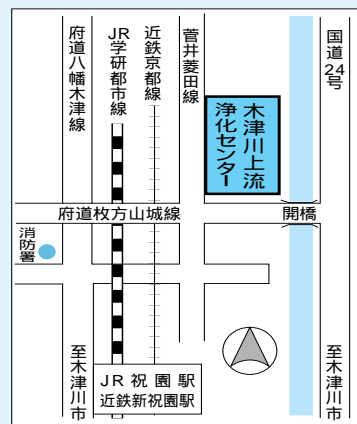 府道八幡木津線
JR学研都市線
近鉄京都線
菅井菱田線
国道24号
木津川上流
浄化センター
府道枚方山城線
開橋
消防署
至木津川市
JR祝園駅
近鉄新祝園駅
至木津川市